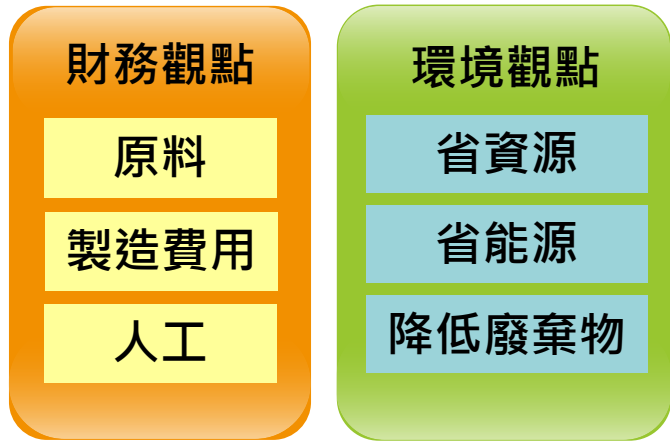 財務觀點
原料
製造費用
人工
環境觀點
省資源
省能源
降低廢棄物